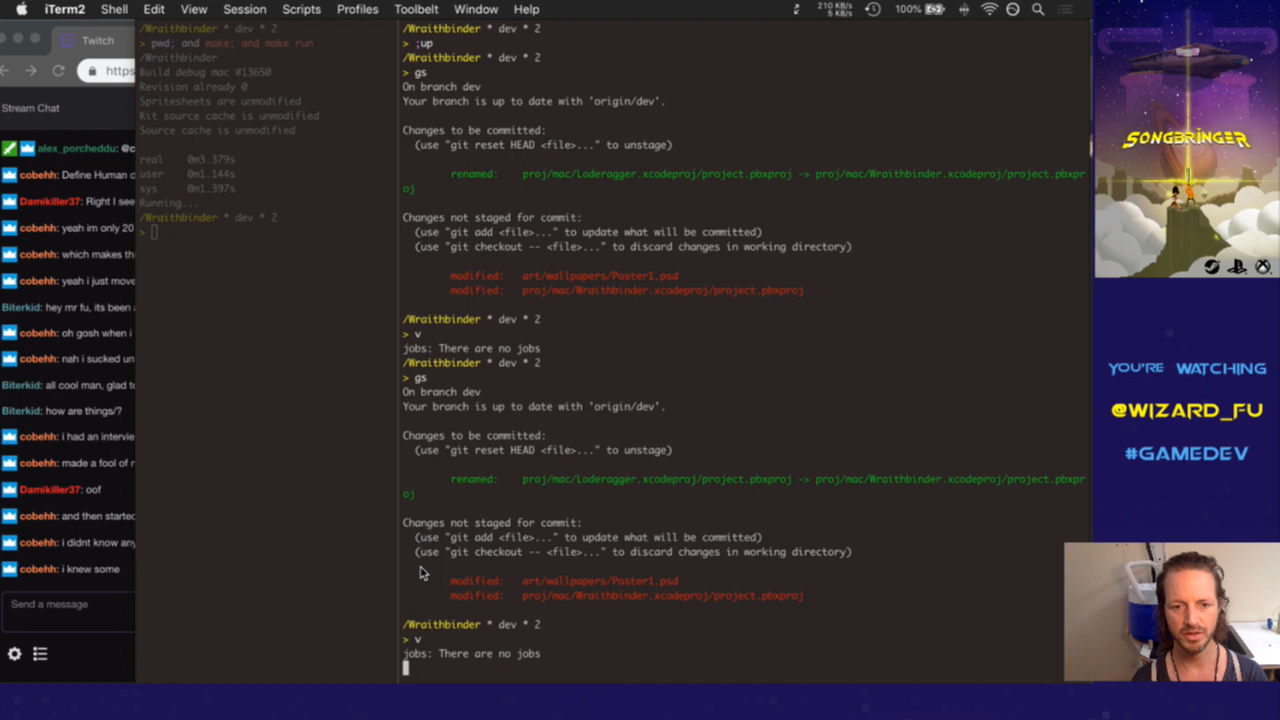 iTerm2 Shell Edit View Session Scripts Profiles Toolbelt Window Help
210 KB/s
5 KB/s
100%
Twitch
https
Stream Chat
alex_porcheddu: @c
cobehh: Define Human d
Damikiller37: Right I see
cobehh: yeah im only 20
cobehh: which makes th
cobehh: yeah i just move
Biterkid: hey mr fu, its been
cobehh: oh gosh when i
cobehh: nah i sucked un
Biterkid: all cool man, glad to
Biterkid: how are things/?
cobehh: i had an intervie
cobehh: made a fool of m
Damikiller37: oof
cobehh: and then started
cobehh: i didnt know any
cobehh: i knew some
Send a message
/Wraithbinder * dev * 2
> pwd; and make; and make run
/Wraithbinder
Build debug mac #13650
Revision already 0
Spritesheets are unmodified
Kit source cache is unmodified
Source cache is unmodified
real 0m3.379s
user 0m1.144s
sys 0m1.397s
Running...
/Wraithbinder * dev * 2
>
/Wraithbinder * dev * 2
> ;up
/Wraithbinder * dev * 2
> gs
On branch dev
Your branch is up to date with 'origin/dev'.
Changes to be committed:
(use "git reset HEAD <file>..." to unstage)
renamed: proj/mac/Loderagger.xcodeproj/project.pbxproj -> proj/mac/Wraithbinder.xcodeproj/project.pbxpr
oj
Changes not staged for commit:
(use "git add <file>..." to update what will be committed)
(use "git checkout -- <file>..." to discard changes in working directory)
modified: art/wallpapers/Poster1.psd
modified: proj/mac/Wraithbinder.xcodeproj/project.pbxproj
/Wraithbinder * dev * 2
> v
jobs: There are no jobs
/Wraithbinder * dev * 2
> gs
On branch dev
Your branch is up to date with 'origin/dev'.
Changes to be committed:
(use "git reset HEAD <file>..." to unstage)
renamed: proj/mac/Loderagger.xcodeproj/project.pbxproj -> proj/mac/Wraithbinder.xcodeproj/project.pbxpr
oj
Changes not staged for commit:
(use "git add <file>..." to update what will be committed)
(use "git checkout -- <file>..." to discard changes in working directory)
modified: art/wallpapers/Poster1.psd
modified: proj/mac/Wraithbinder.xcodeproj/project.pbxproj
/Wraithbinder * dev * 2
> v
jobs: There are no jobs
SONGBRINGER
YOU'RE WATCHING
@WIZARD_FU
#GAMEDEV